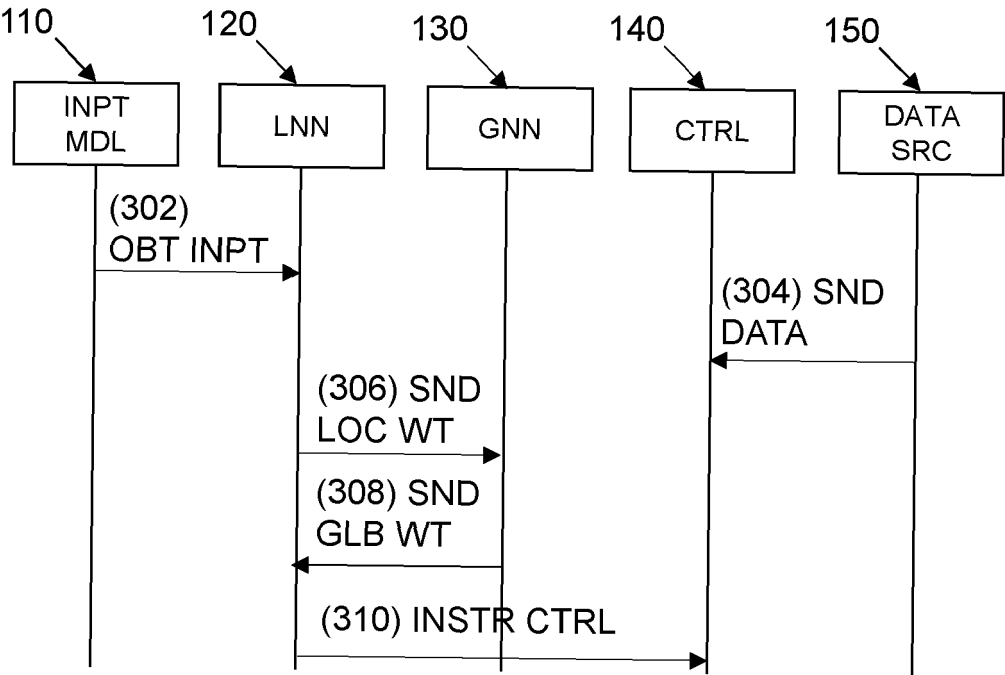 110
120
130
140
150
INPT
MDL
LNN
GNN
CTRL
DATA
SRC
(302)
OBT INPT
(304) SND
DATA
(306) SND
LOC WT
(308) SND
GLB WT
(310) INSTR CTRL